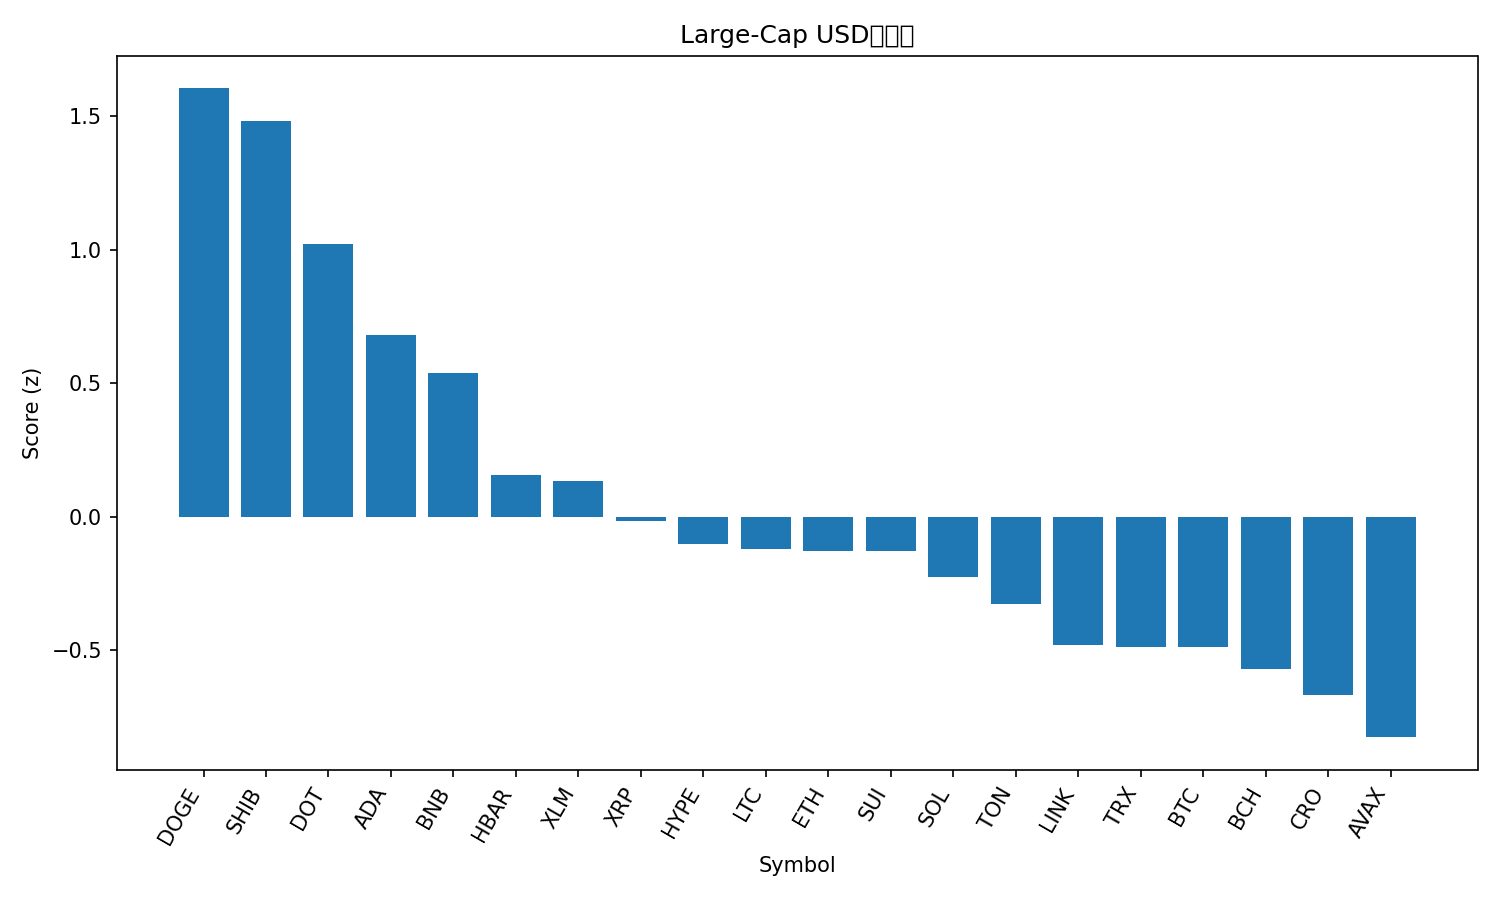 Large-Cap USD
Score (z)
1.5
1.0
0.5
0.0
−0.5
DOGE
SHIB
DOT
ADA
BNB
HBAR
XLM
XRP
HYPE
LTC
ETH
SUI
SOL
TON
LINK
TRX
BTC
BCH
CRO
AVAX
Symbol